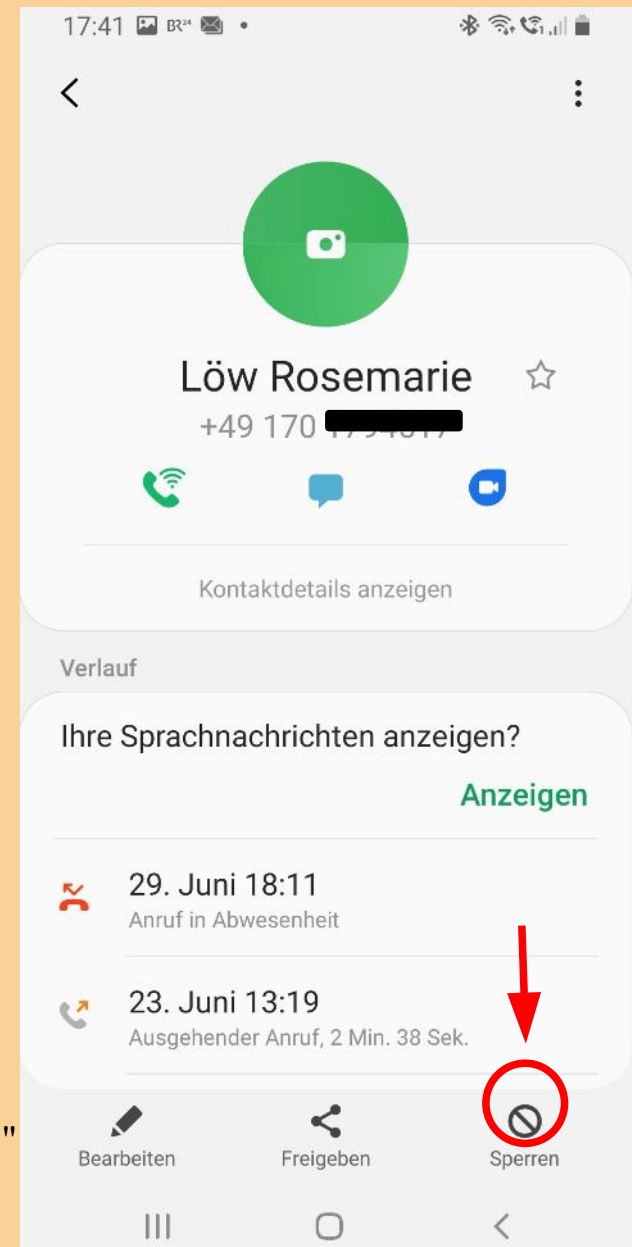 17:41 BR24
Löw Rosemarie
+49 170
Kontaktdetails anzeigen
Verlauf
Ihre Sprachnachrichten anzeigen?
Anzeigen
29. Juni 18:11
Anruf in Abwesenheit
23. Juni 13:19
Ausgehender Anruf, 2 Min. 38 Sek.
"
Bearbeiten Freigeben Sperren